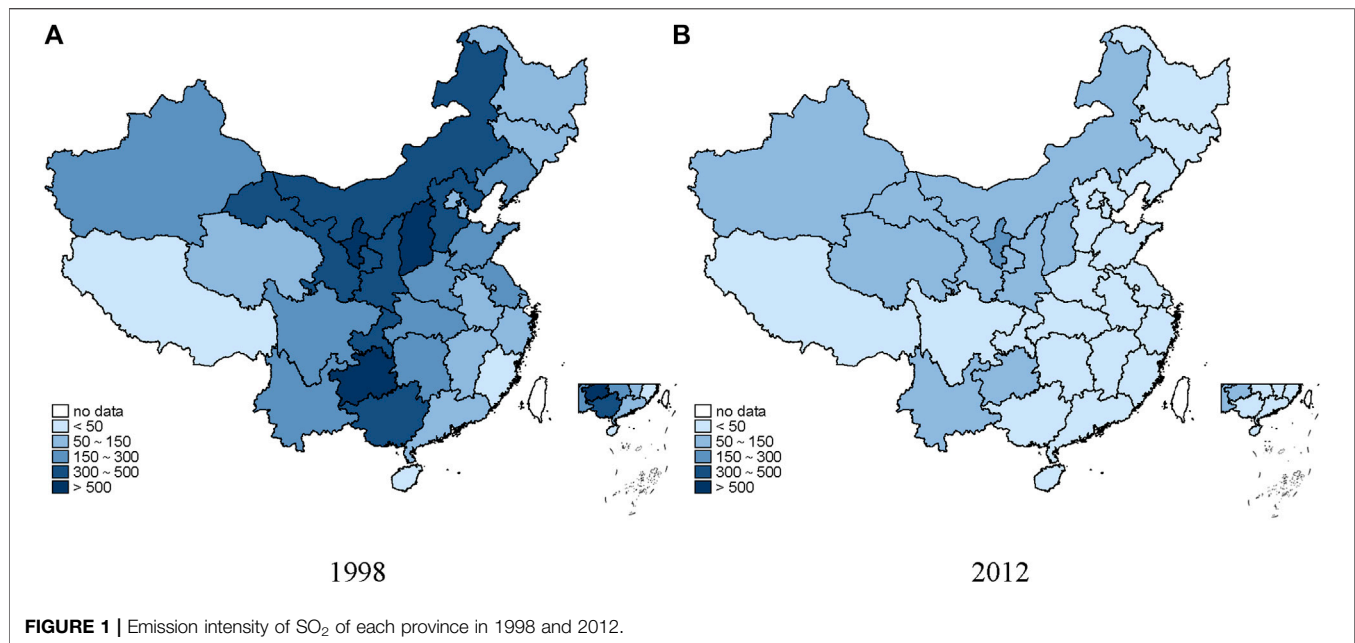 A
no data
< 50
50 ~ 150
150 ~ 300
300 ~ 500
> 500
1998
B
no data
< 50
50 ~ 150
150 ~ 300
300 ~ 500
> 500
2012
FIGURE 1 | Emission intensity of SO₂ of each province in 1998 and 2012.